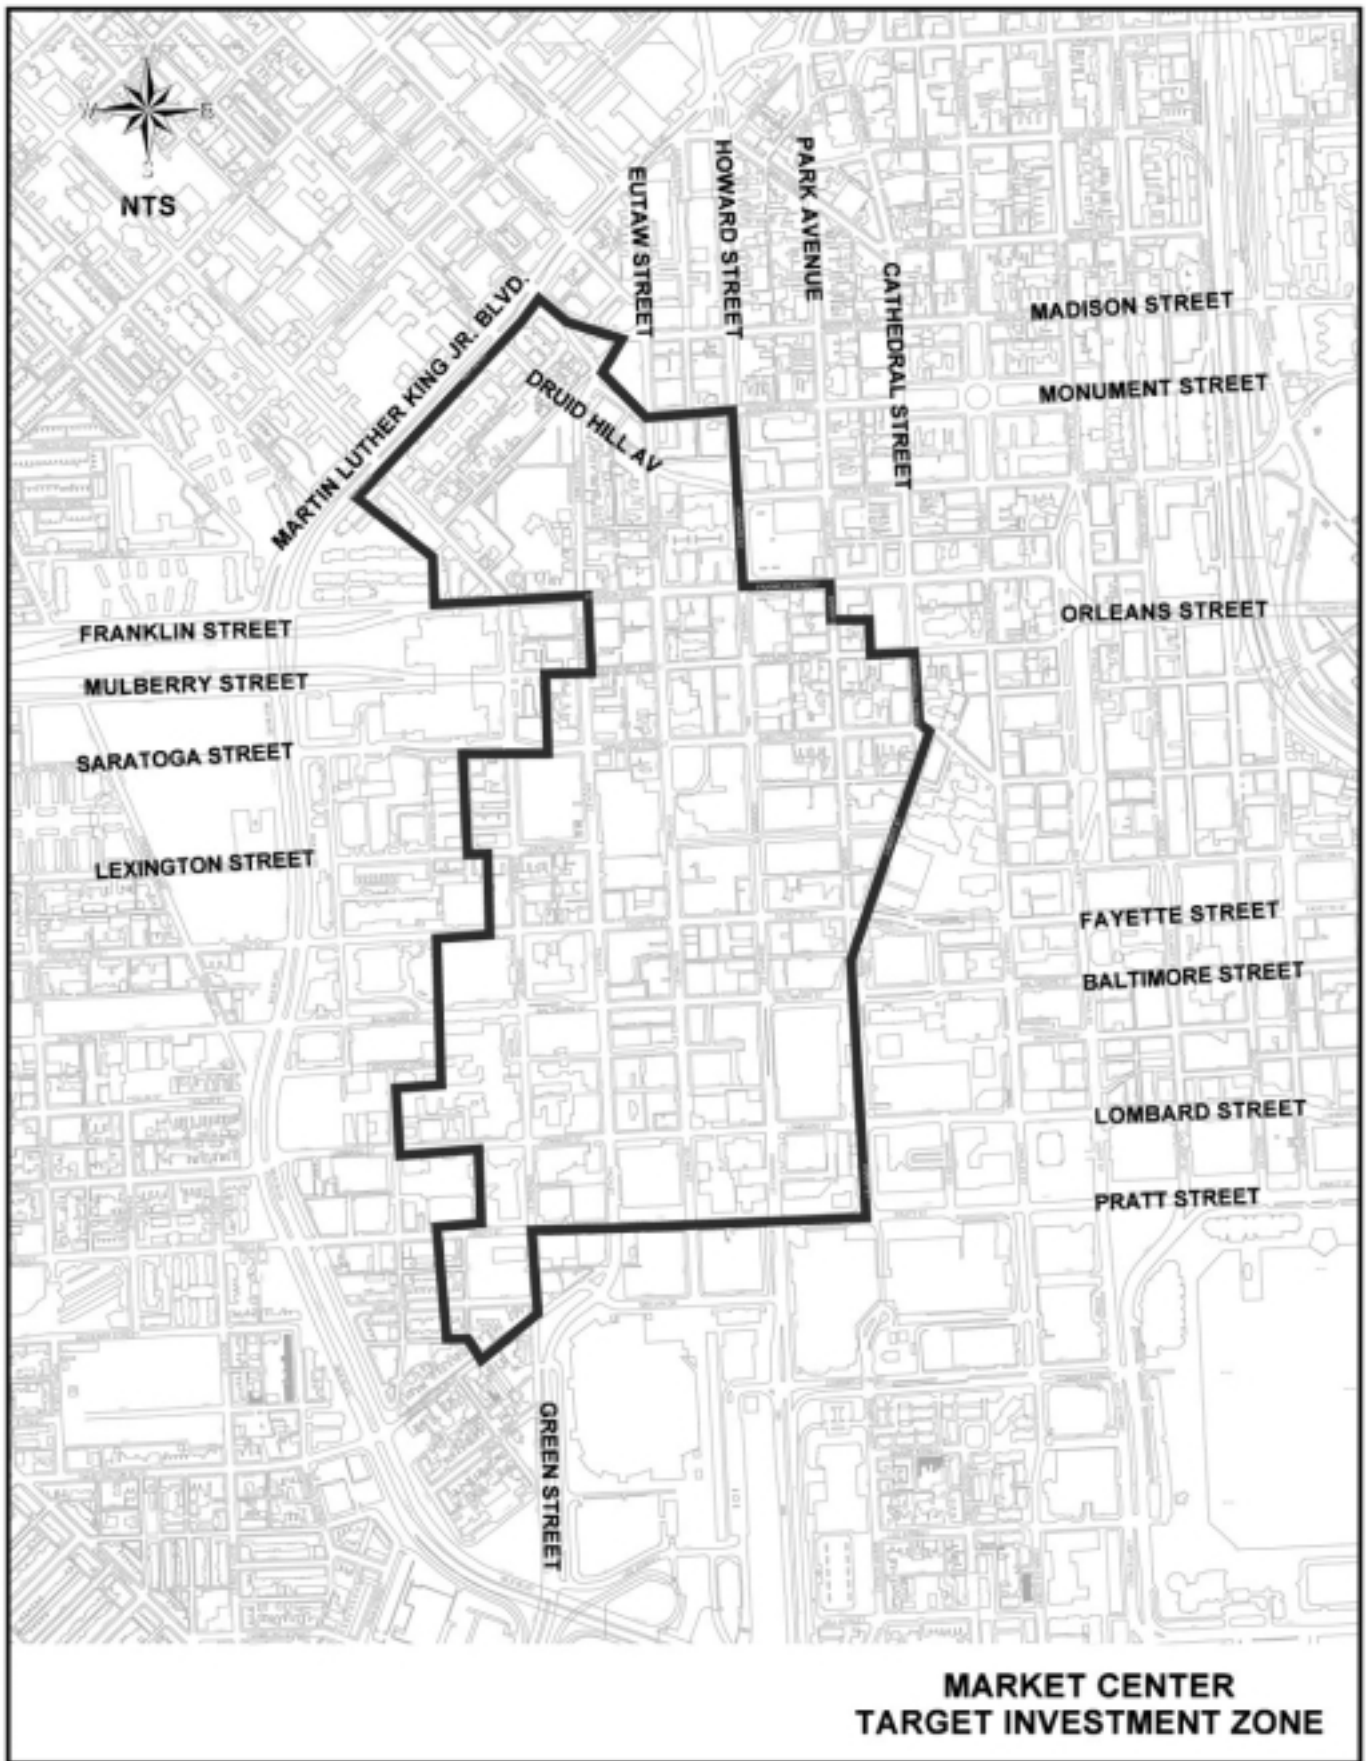 W
E
S
NTS
EUTAW STREET
HOWARD STREET
PARK AVENUE
CATHEDRAL STREET
MADISON STREET
MONUMENT STREET
MARTIN LUTHER KING JR. BLVD.
DRUID HILL AV
FRANKLIN STREET
ORLEANS STREET
MULBERRY STREET
SARATOGA STREET
LEXINGTON STREET
FAYETTE STREET
BALTIMORE STREET
LOMBARD STREET
PRATT STREET
GREEN STREET
MARKET CENTER
TARGET INVESTMENT ZONE